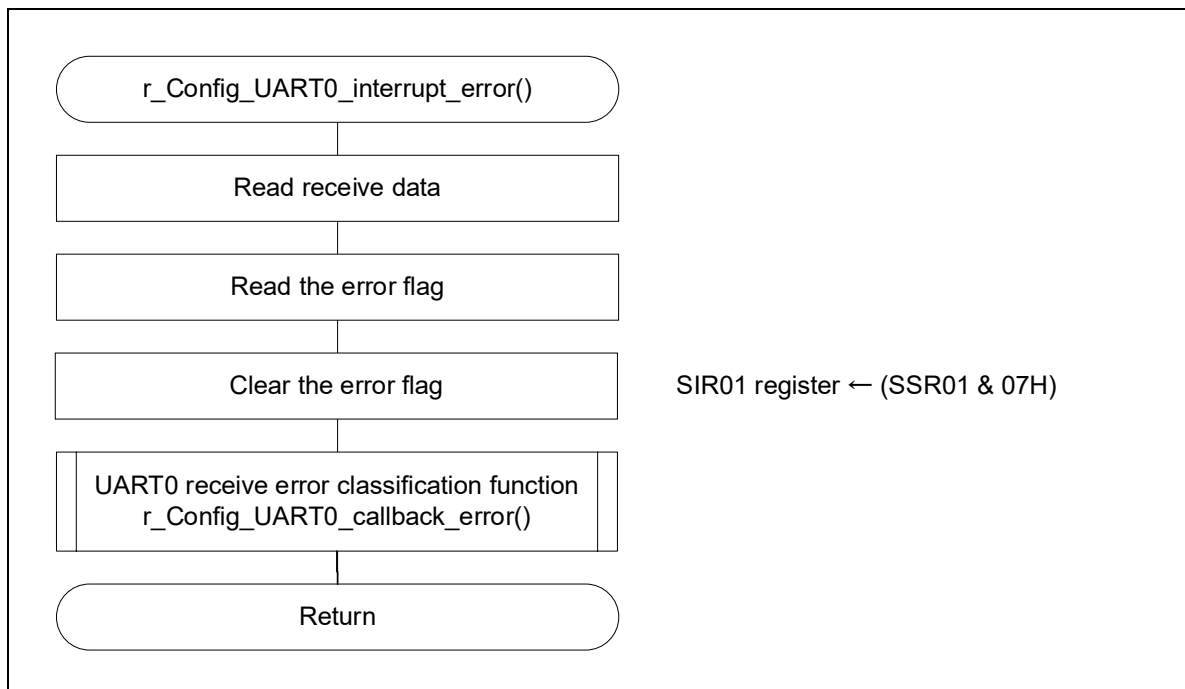 r_Config_UART0_interrupt_error()
Read receive data
Read the error flag
Clear the error flag
SIR01 register ← (SSR01 & 07H)
UART0 receive error classification function
r_Config_UART0_callback_error()
Return